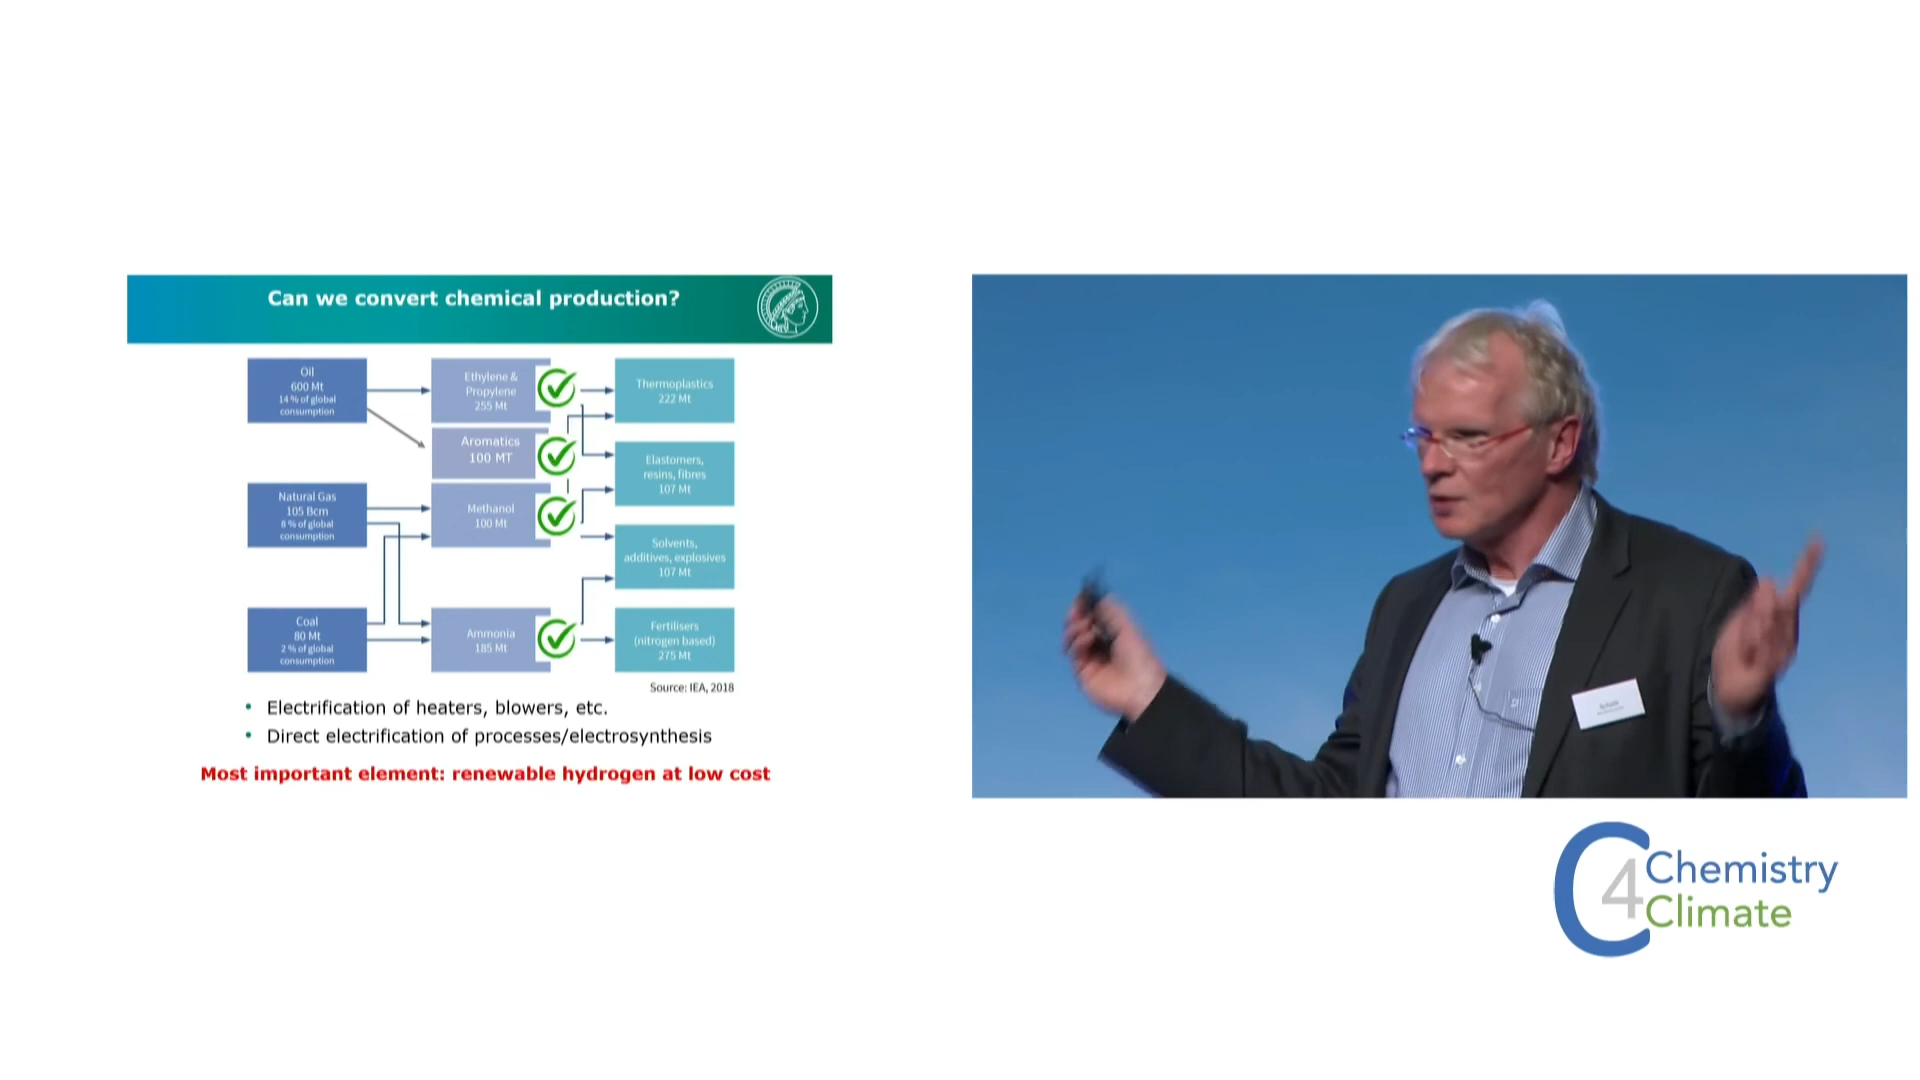 Can we convert chemical production?
Oil
600 Mt
14 % of global
consumption
Ethylene &
Propylene
255 Mt
Thermoplastics
222 Mt
Aromatics
100 MT
Elastomers,
resins, fibres
107 Mt
Natural Gas
105 Bcm
8 % of global
consumption
Methanol
100 Mt
Solvents,
additives, explosives
107 Mt
Coal
80 Mt
2 % of global
consumption
Ammonia
185 Mt
Fertilisers
(nitrogen based)
275 Mt
Source: IEA, 2018
• Electrification of heaters, blowers, etc.
• Direct electrification of processes/electrosynthesis
Most important element: renewable hydrogen at low cost
C4 Chemistry
Climate